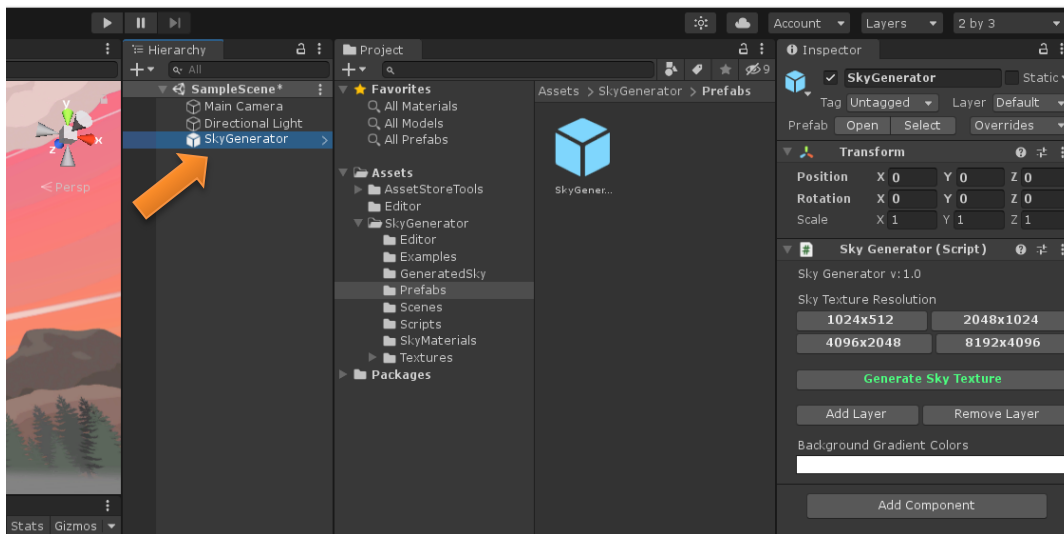 Account Layers 2 by 3
Hierarchy
All
SampleScene*
Main Camera
Directional Light
SkyGenerator
Persp
Stats Gizmos
Project
9
Favorites
All Materials
All Models
All Prefabs
Assets
AssetStoreTools
Editor
SkyGenerator
Editor
Examples
GeneratedSky
Prefabs
Scenes
Scripts
SkyMaterials
Textures
Packages
Assets > SkyGenerator > Prefabs
SkyGener...
Inspector
SkyGenerator Static
Tag Untagged Layer Default
Prefab Open Select Overrides
Transform
Position X 0 Y 0 Z 0
Rotation X 0 Y 0 Z 0
Scale X 1 Y 1 Z 1
# Sky Generator (Script)
Sky Generator v:1.0
Sky Texture Resolution
1024x512 2048x1024
4096x2048 8192x4096
Generate Sky Texture
Add Layer Remove Layer
Background Gradient Colors
Add Component
y
x
z